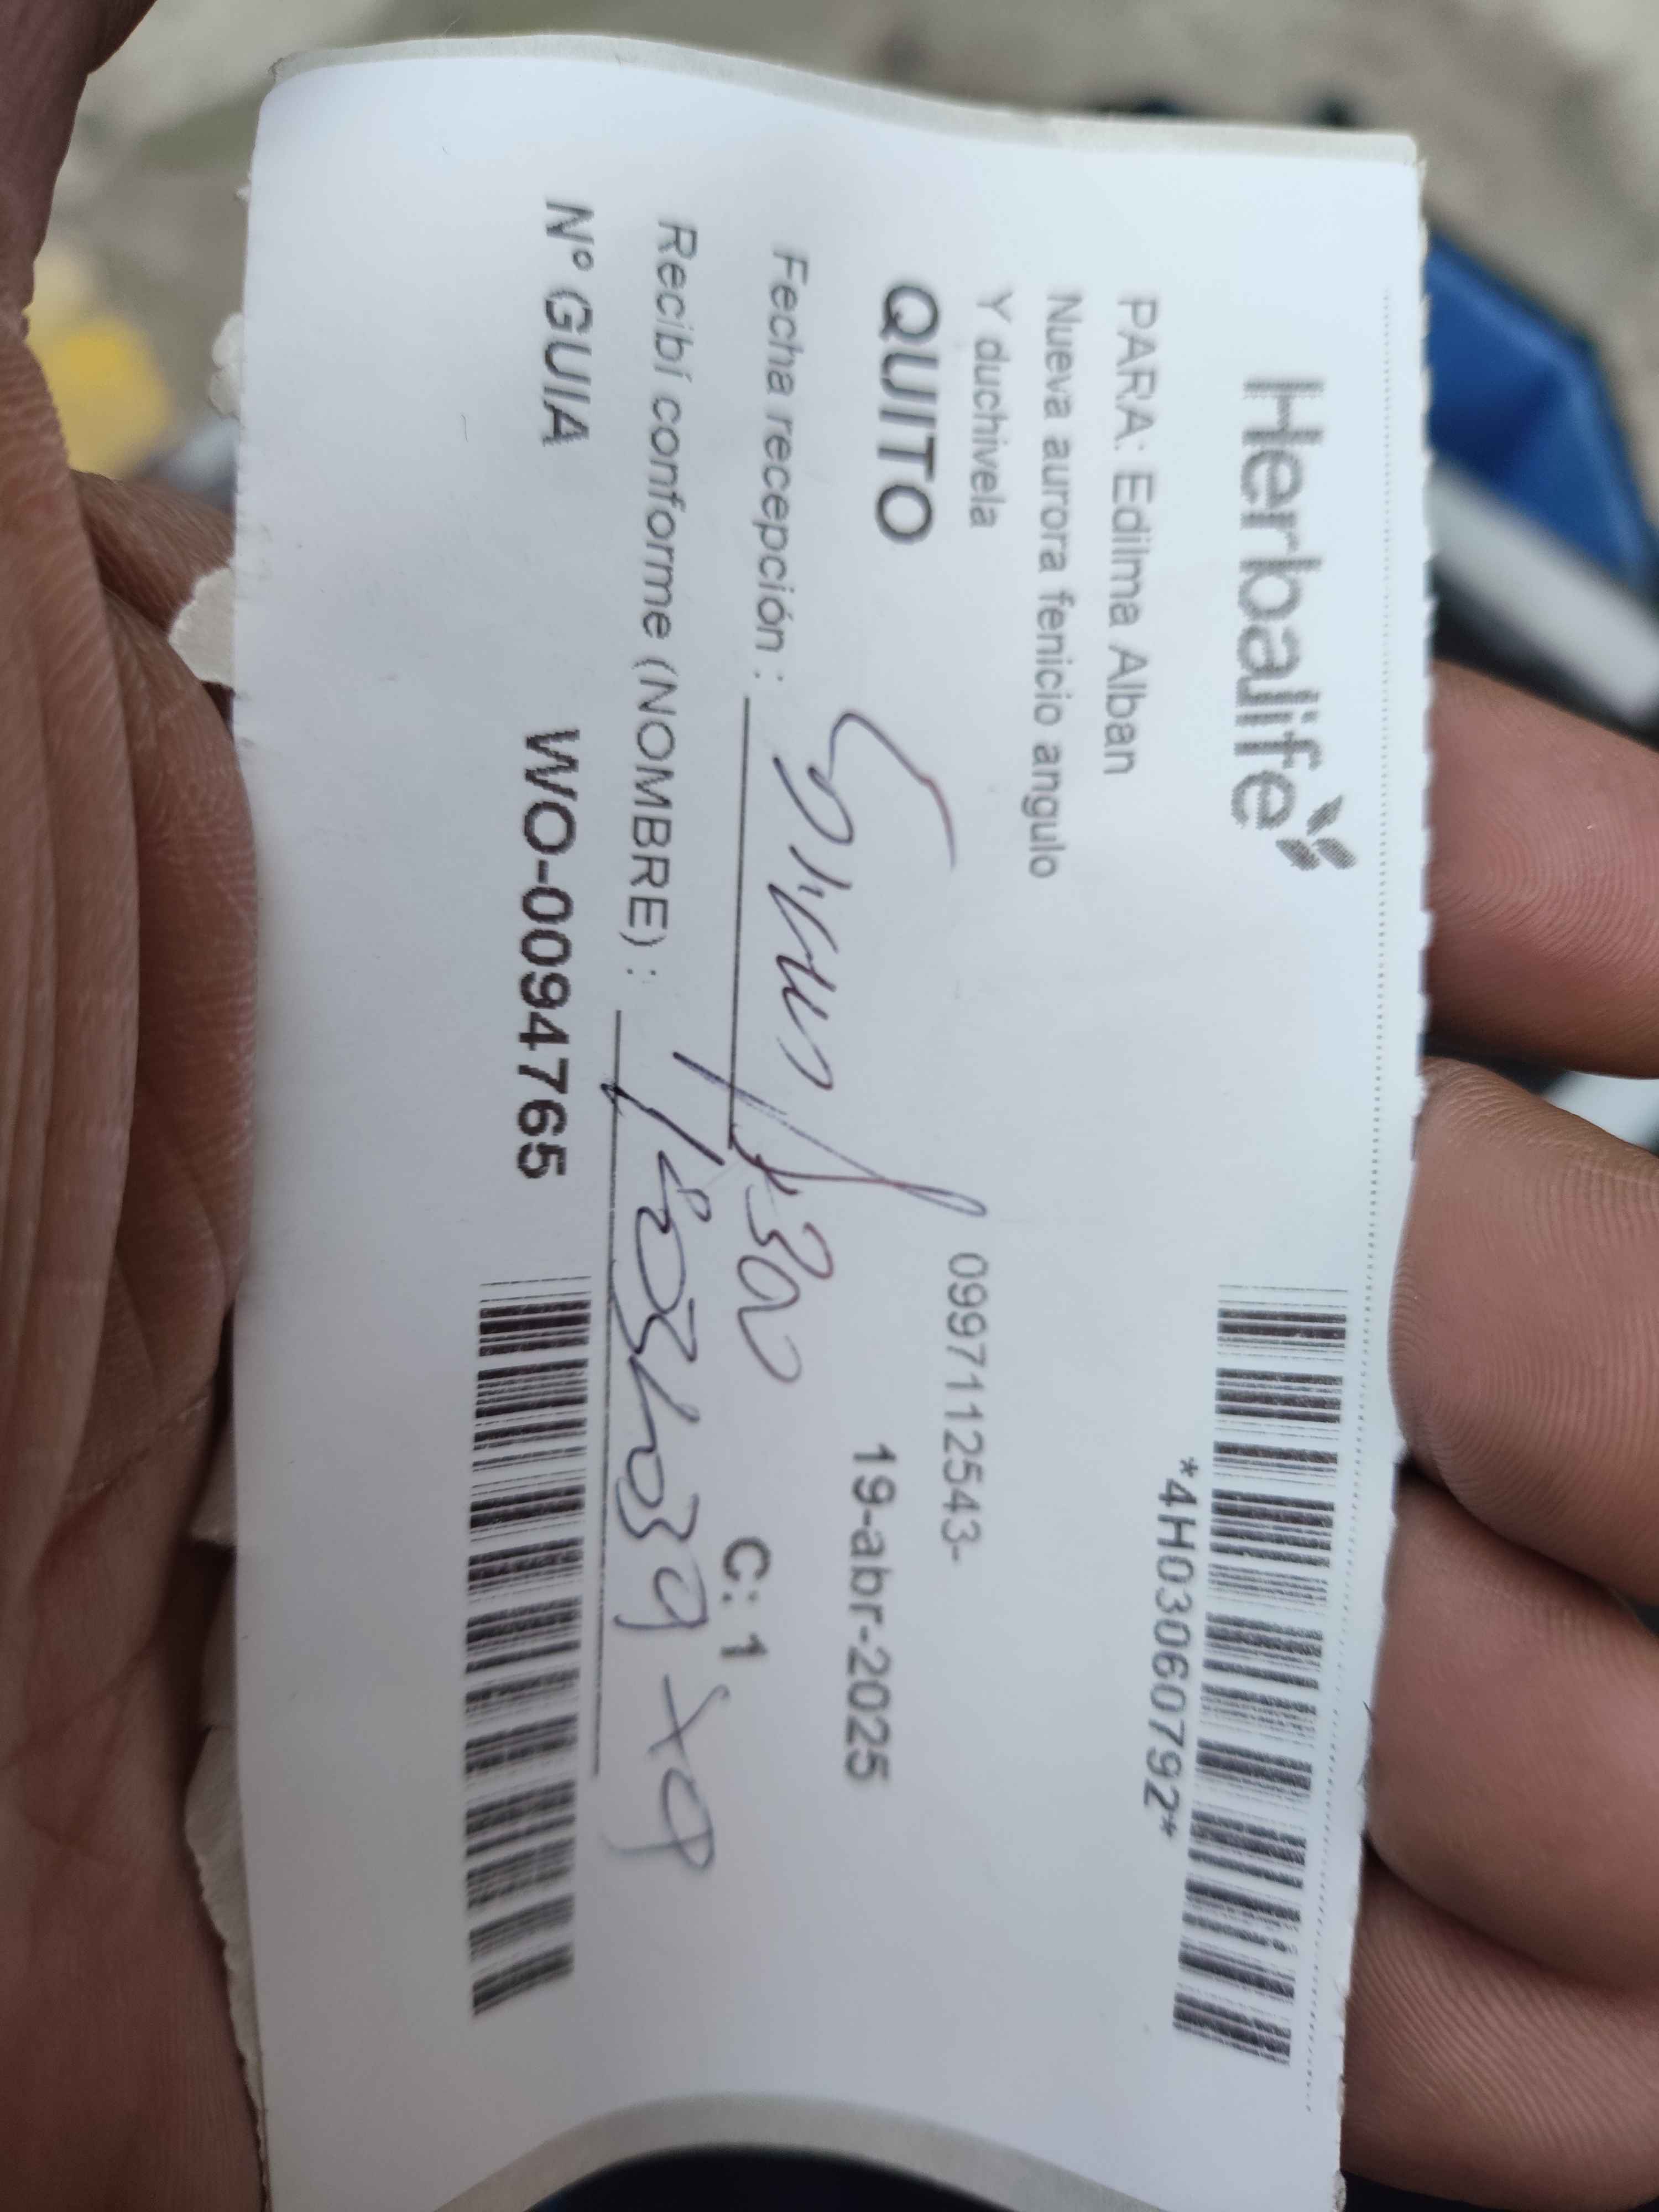 Herbalife
*4H03060792*
PARA: Edilma Alban
Nueva aurora fenicio angulo
Y duchivela
0997112543-
QUITO
19-abr-2025
Fecha recepción :
C: 1
Recibí conforme (NOMBRE) :
Nº GUIA WO-0094765